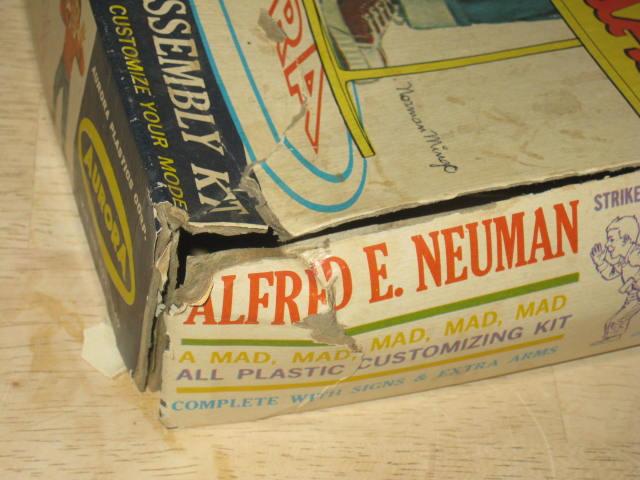 ASSEMBLY KIT
CUSTOMIZE YOUR MODE
AURORA PLASTICS CORP.
AURORA
Norman Mingo
ALFRED E. NEUMAN
STRIKE
A MAD, MAD, MAD, MAD, MAD
ALL PLASTIC CUSTOMIZING KIT
COMPLETE WITH SIGNS & EXTRA ARMS